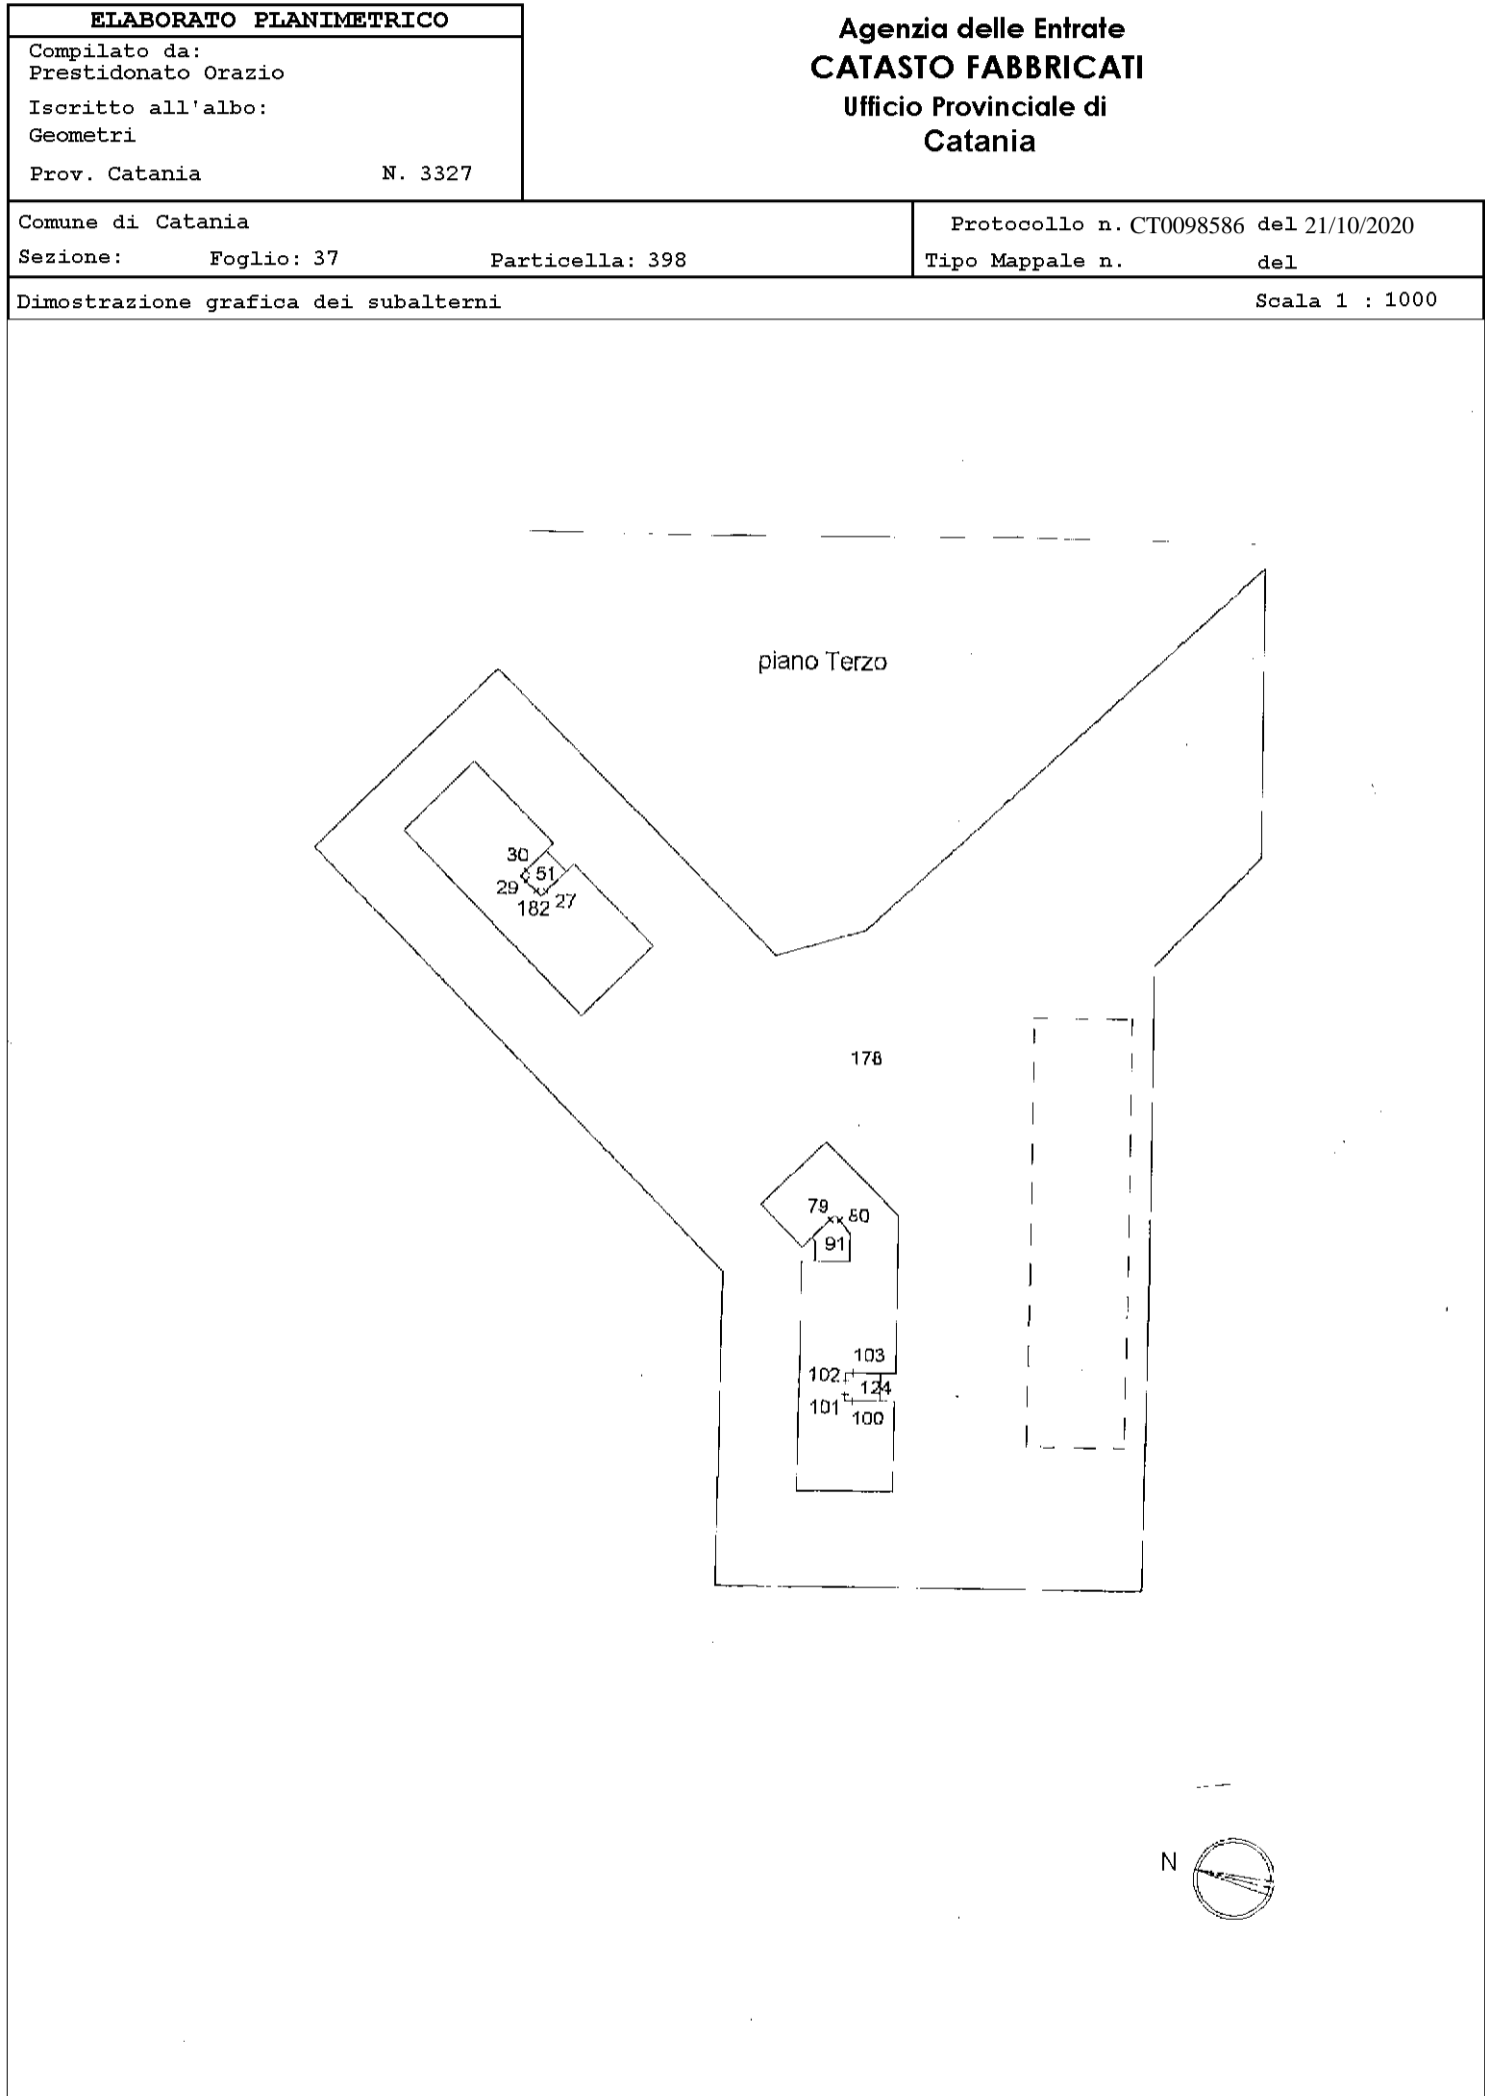 ELABORATO PLANIMETRICO
Compilato da:
Prestidonato Orazio
Iscritto all'albo:
Geometri
Prov. Catania N. 3327
Agenzia delle Entrate
CATASTO FABBRICATI
Ufficio Provinciale di
Catania
Comune di Catania
Sezione: Foglio: 37 Particella: 398
Protocollo n. CT0098586 del 21/10/2020
Tipo Mappale n. del
Dimostrazione grafica dei subalterni Scala 1 : 1000
piano Terzo
30
51
29
27
182
178
79
80
91
103
102
124
101
100
N